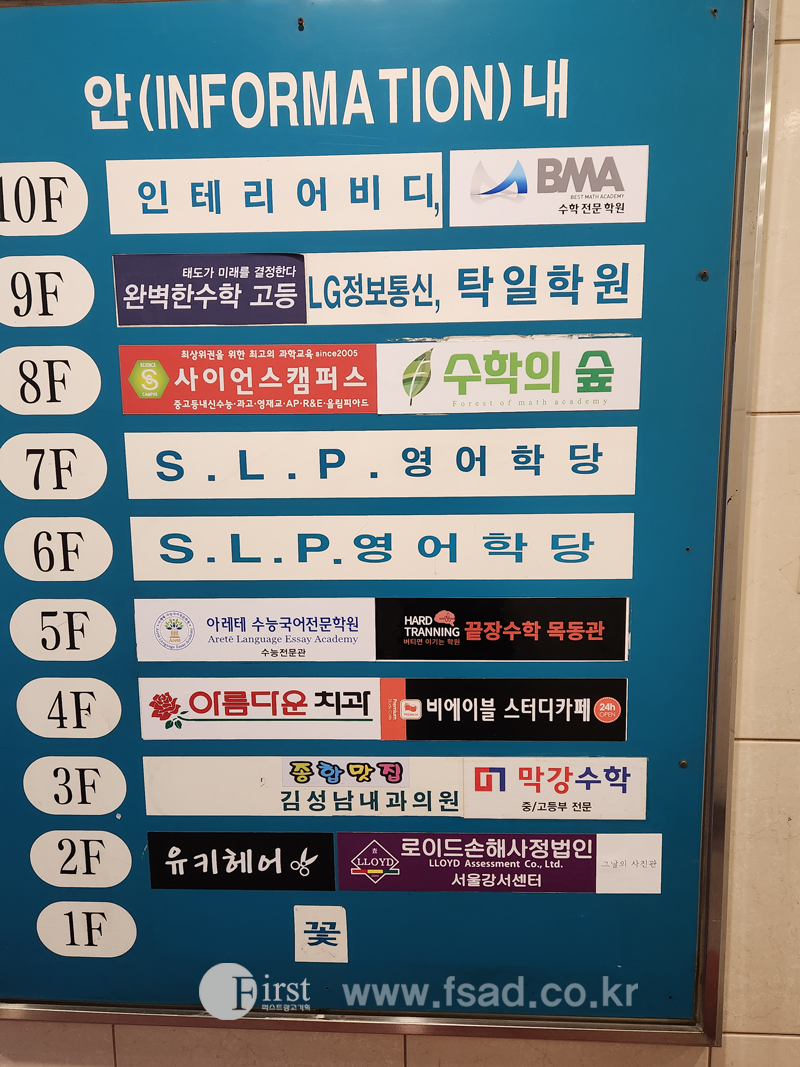 안(INFORMATION)내
10F
인테리어비디,
BMA
BEST MATH ACADEMY
수학전문학원
9F
태도가 미래를 결정한다
완벽한수학 고등
LG정보통신, 탁일학원
8F
최상위권을 위한 최고의 과학교육 since2005
SCIENCE
CAMPUS
사이언스캠퍼스
중고등내신수능·과고·영재교·AP·R&E·올림피아드
수학의 숲
Forest of math academy
7F
S.L.P.영어학당
6F
S.L.P.영어학당
5F
아레테 수능국어전문학원
Aretē Language Essay Academy
수능전문관
HARD
TRANNING
버티면 이기는 학원
끝장수학 목동관
4F
아름다운 치과
Premium
비에이블 스터디카페
24h
OPEN
3F
종합맛집
김성남내과의원
막강수학
중/고등부 전문
2F
유키헤어
LLOYD
로이드손해사정법인
LLOYD Assessment Co., Ltd.
서울강서센터
그날의 사진관
1F
꽃
First
퍼스트광고기획
www.fsad.co.kr